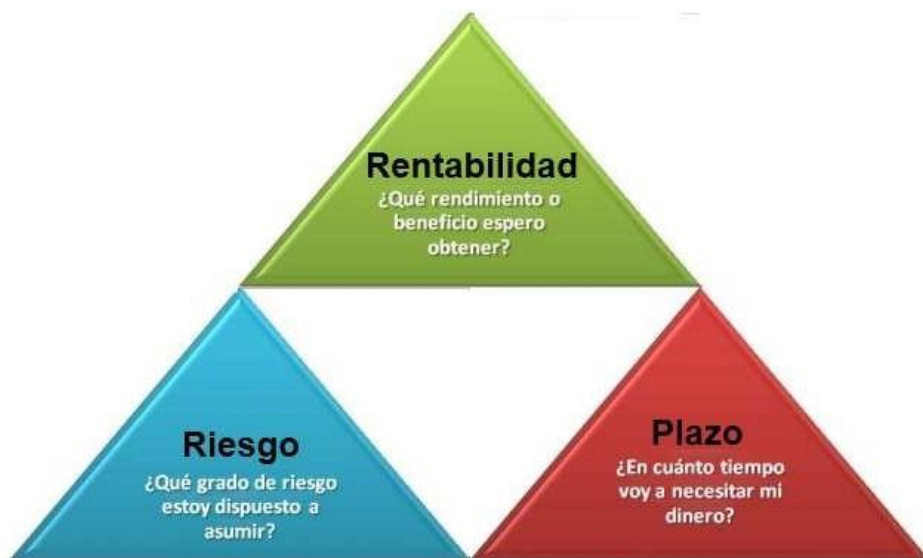 Rentabilidad
¿Qué rendimiento o
beneficio espero
obtener?
Riesgo
¿Qué grado de riesgo
estoy dispuesto a
asumir?
Plazo
¿En cuánto tiempo
voy a necesitar mi
dinero?